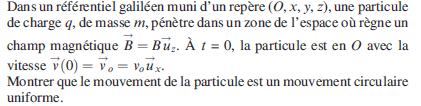 Dans un référentiel galiléen muni d'un repère (O, x, y, z), une particule
de charge q, de masse m, pénètre dans un zone de l'espace où règne un
champ magnétique B⃗ = Bu⃗z. À t = 0, la particule est en O avec la
vitesse v⃗(0) = v⃗o = vou⃗x.
Montrer que le mouvement de la particule est un mouvement circulaire
uniforme.